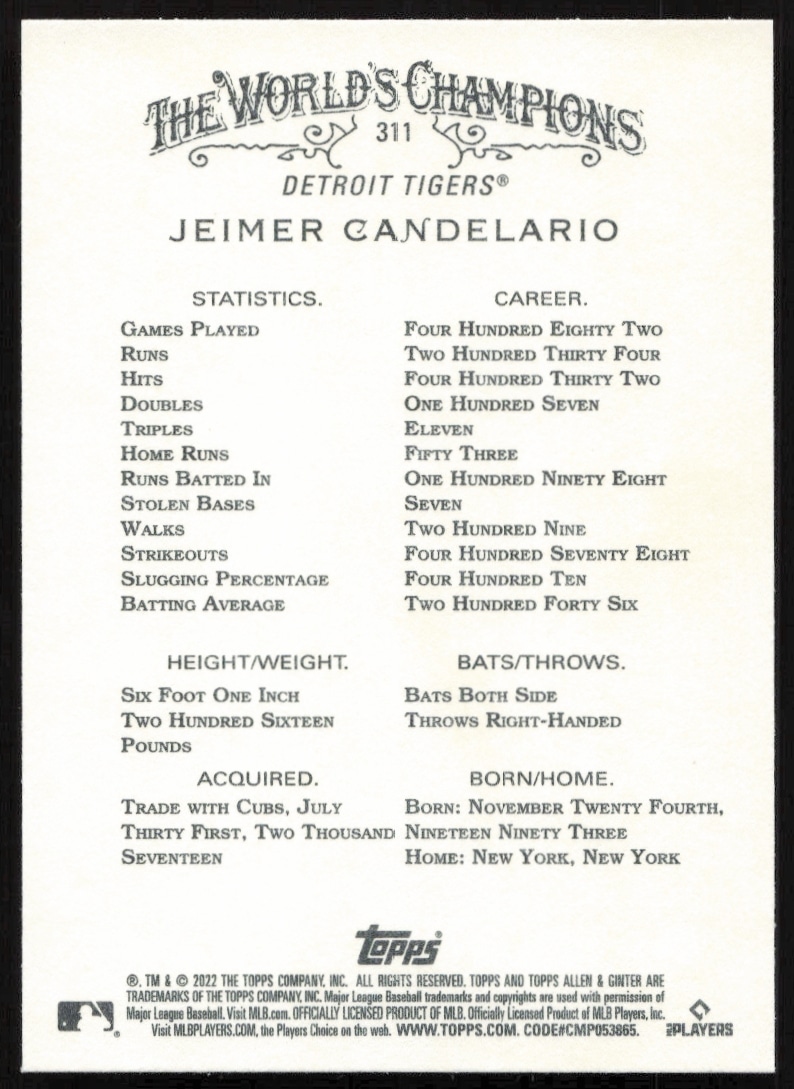 THE WORLD'S CHAMPIONS
311
DETROIT TIGERS®
JEIMER CANDELARIO
STATISTICS. CAREER.
GAMES PLAYED FOUR HUNDRED EIGHTY TWO
RUNS TWO HUNDRED THIRTY FOUR
HITS FOUR HUNDRED THIRTY TWO
DOUBLES ONE HUNDRED SEVEN
TRIPLES ELEVEN
HOME RUNS FIFTY THREE
RUNS BATTED IN ONE HUNDRED NINETY EIGHT
STOLEN BASES SEVEN
WALKS TWO HUNDRED NINE
STRIKEOUTS FOUR HUNDRED SEVENTY EIGHT
SLUGGING PERCENTAGE FOUR HUNDRED TEN
BATTING AVERAGE TWO HUNDRED FORTY SIX
HEIGHT/WEIGHT.
SIX FOOT ONE INCH
TWO HUNDRED SIXTEEN
POUNDS
BATS/THROWS.
BATS BOTH SIDE
THROWS RIGHT-HANDED
ACQUIRED.
TRADE WITH CUBS, JULY
THIRTY FIRST, TWO THOUSAND
SEVENTEEN
BORN/HOME.
BORN: NOVEMBER TWENTY FOURTH,
NINETEEN NINETY THREE
HOME: NEW YORK, NEW YORK
Topps®
®, TM & © 2022 THE TOPPS COMPANY, INC. ALL RIGHTS RESERVED. TOPPS AND TOPPS ALLEN & GINTER ARE
TRADEMARKS OF THE TOPPS COMPANY, INC. Major League Baseball trademarks and copyrights are used with permission of
Major League Baseball. Visit MLB.com. OFFICIALLY LICENSED PRODUCT OF MLB. Officially Licensed Product of MLB Players, Inc.
Visit MLBPLAYERS.COM, the Players Choice on the web. WWW.TOPPS.COM. CODE#CMP053865.
PLAYERS